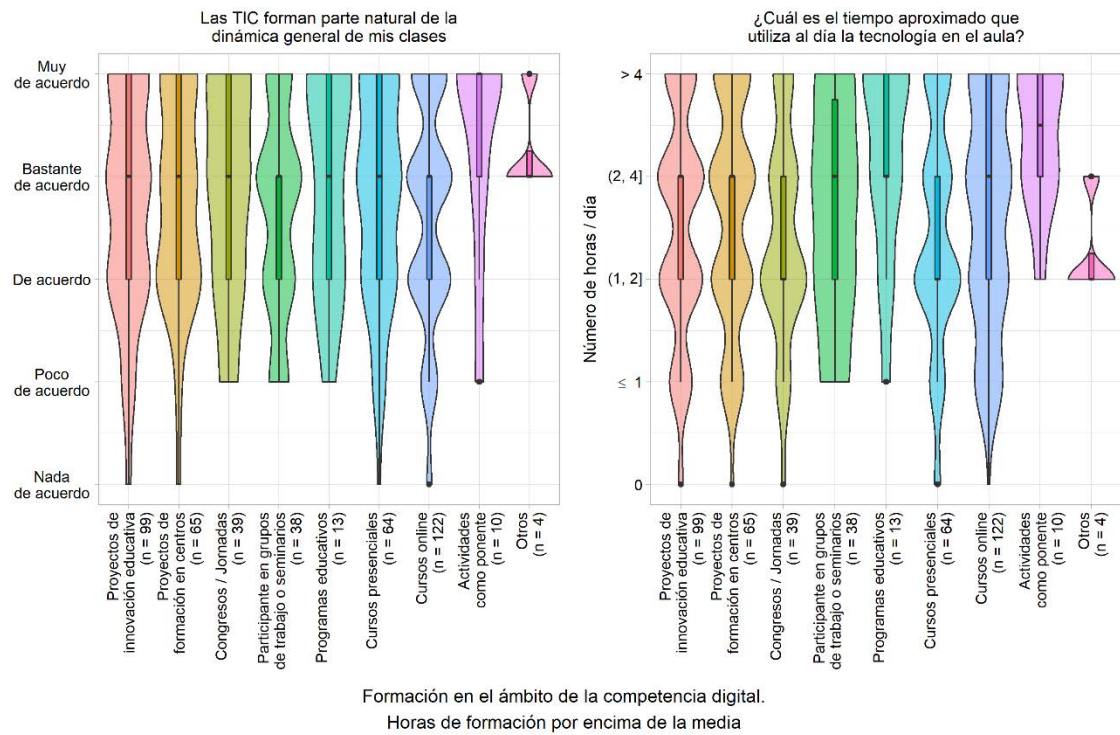 Las TIC forman parte natural de la
dinámica general de mis clases
Muy
de acuerdo
Bastante
de acuerdo
De acuerdo
Poco
de acuerdo
Nada
de acuerdo
Proyectos de
innovación educativa
(n = 99)
Proyectos de
formación en centros
(n = 65)
Congresos / Jornadas
(n = 39)
Participante en grupos
de trabajo o seminarios
(n = 38)
Programas educativos
(n = 13)
Cursos presenciales
(n = 64)
Cursos online
(n = 122)
Actividades
como ponente
(n = 10)
Otros
(n = 4)
¿Cuál es el tiempo aproximado que
utiliza al día la tecnología en el aula?
Número de horas / día
> 4
(2, 4]
(1, 2]
≤ 1
0
Proyectos de
innovación educativa
(n = 99)
Proyectos de
formación en centros
(n = 65)
Congresos / Jornadas
(n = 39)
Participante en grupos
de trabajo o seminarios
(n = 38)
Programas educativos
(n = 13)
Cursos presenciales
(n = 64)
Cursos online
(n = 122)
Actividades
como ponente
(n = 10)
Otros
(n = 4)
Formación en el ámbito de la competencia digital.
Horas de formación por encima de la media